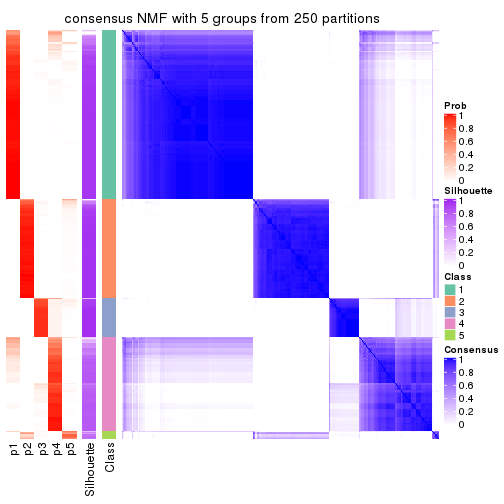 consensus NMF with 5 groups from 250 partitions
Prob
1
0.8
0.6
0.4
0.2
0
Silhouette
1
0.8
0.6
0.4
0.2
0
Class
1
2
3
4
5
Consensus
1
0.8
0.6
0.4
0.2
0
p1
p2
p3
p4
p5
Silhouette
Class